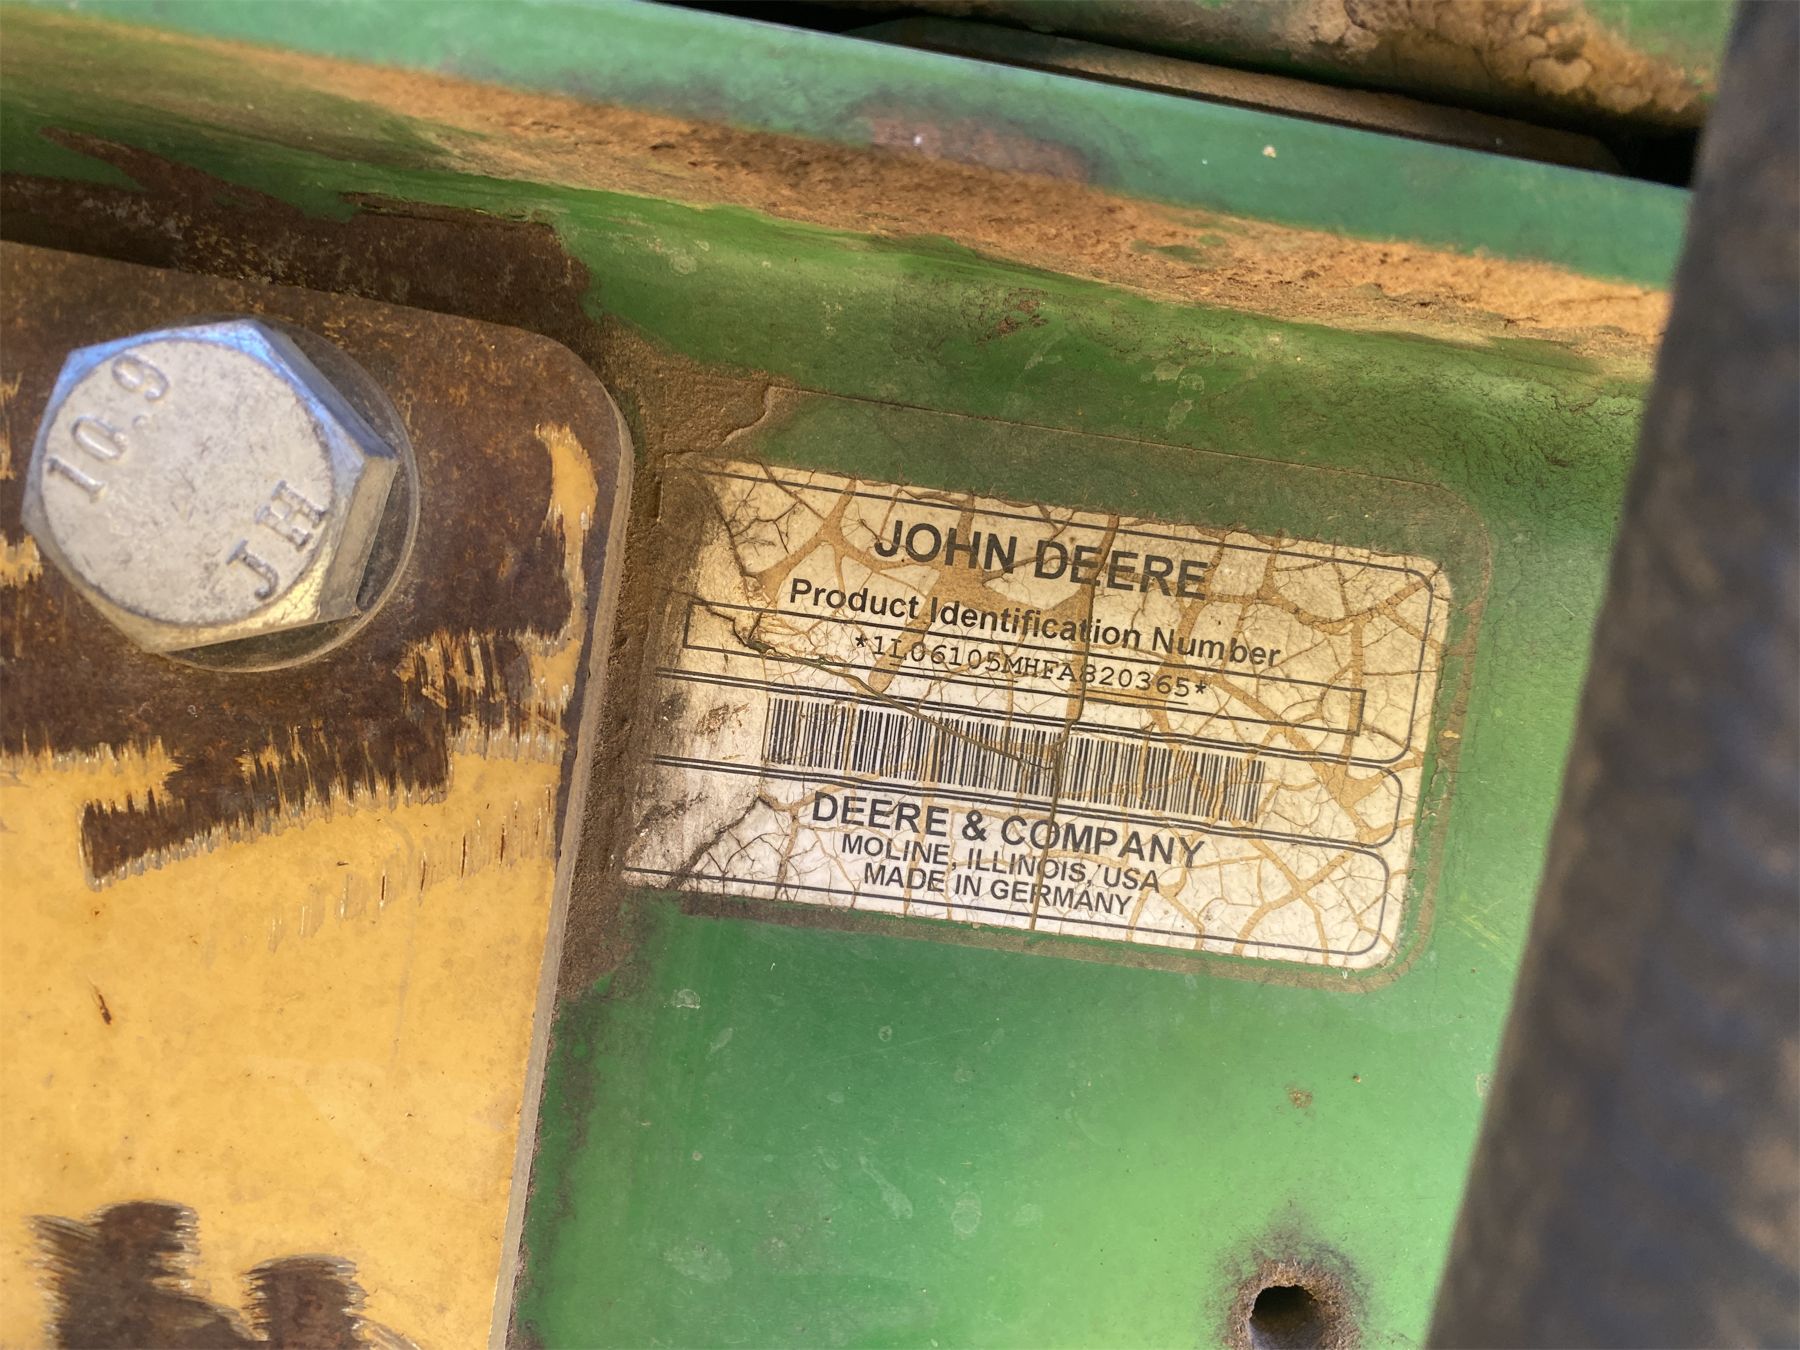 10.9
JH
JOHN DEERE
Product Identification Number
*1L06105MHFA820365*
DEERE & COMPANY
MOLINE, ILLINOIS, USA
MADE IN GERMANY